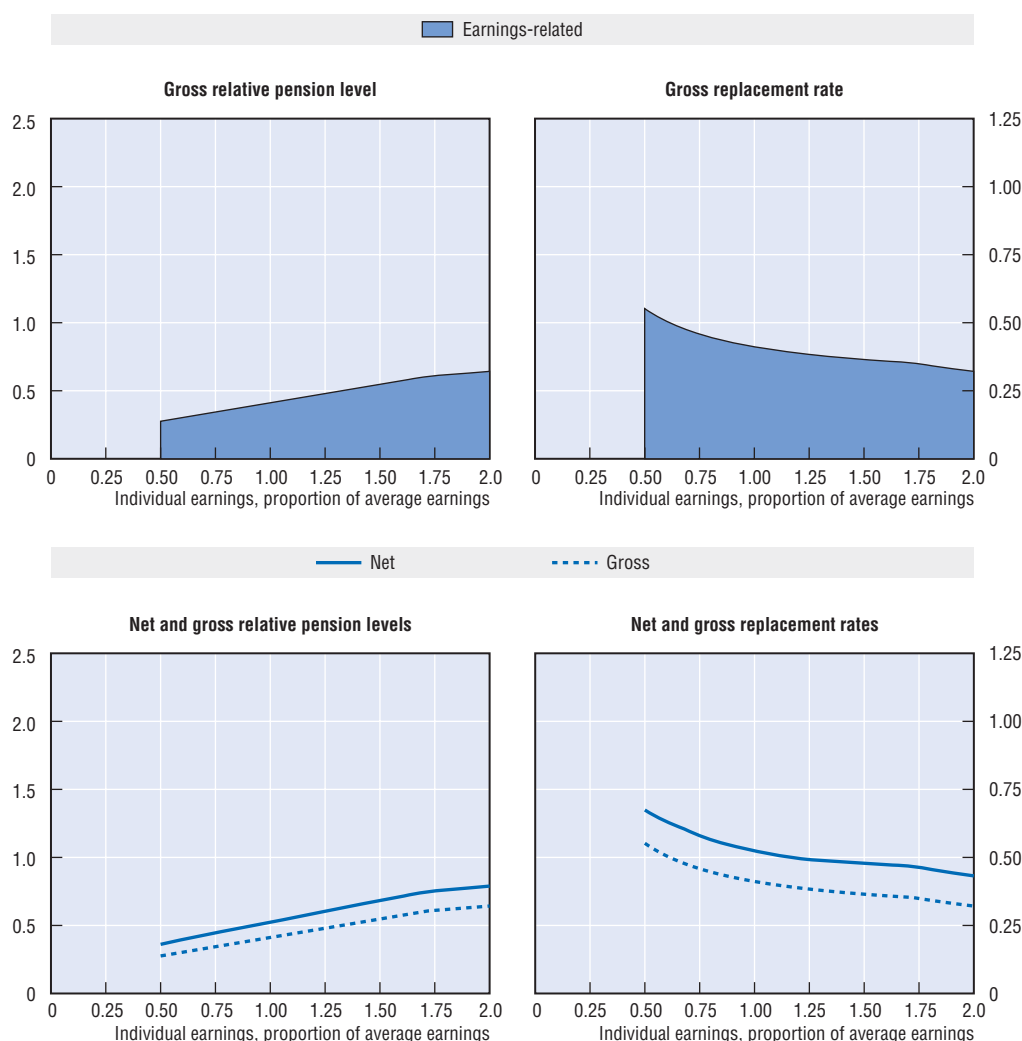 Earnings-related
Gross relative pension level
2.5
2.0
1.5
1.0
0.5
0
0 0.25 0.50 0.75 1.00 1.25 1.50 1.75 2.0
Individual earnings, proportion of average earnings
Gross replacement rate
1.25
1.00
0.75
0.50
0.25
0
0 0.25 0.50 0.75 1.00 1.25 1.50 1.75 2.0
Individual earnings, proportion of average earnings
Net Gross
Net and gross relative pension levels
2.5
2.0
1.5
1.0
0.5
0
0 0.25 0.50 0.75 1.00 1.25 1.50 1.75 2.0
Individual earnings, proportion of average earnings
Net and gross replacement rates
1.25
1.00
0.75
0.50
0.25
0
0 0.25 0.50 0.75 1.00 1.25 1.50 1.75 2.0
Individual earnings, proportion of average earnings